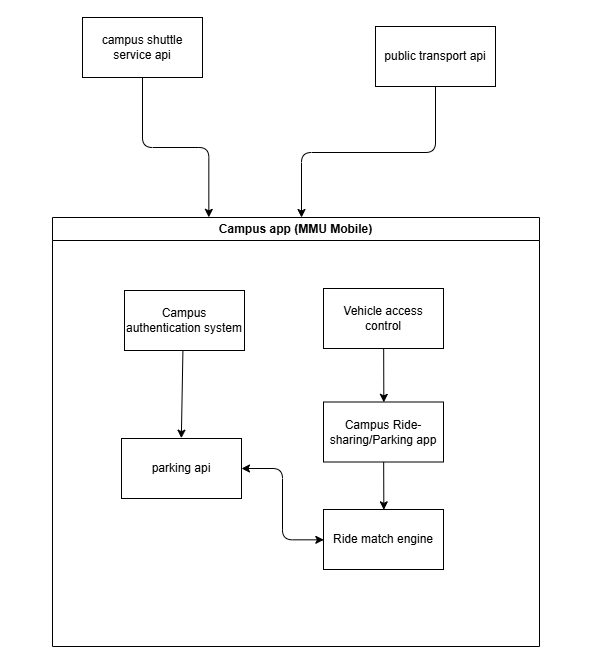 campus shuttle
service api
public transport api
Campus app (MMU Mobile)
Campus
authentication system
Vehicle access
control
Campus Ride-
sharing/Parking app
parking api
Ride match engine